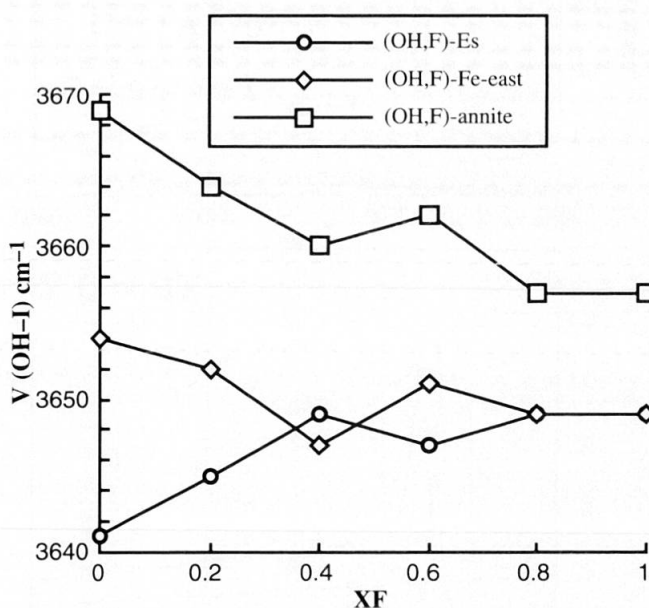 (OH,F)-Es
(OH,F)-Fe-east
(OH,F)-annite
3670
3660
3650
3640
V (OH–I) cm⁻¹
0
0.2
0.4
0.6
0.8
1
XF